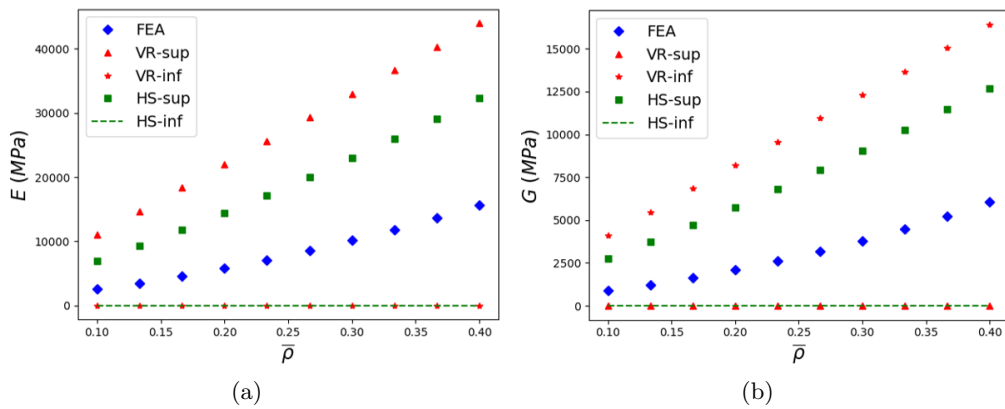 FEA
VR-sup
VR-inf
HS-sup
HS-inf
40000
30000
20000
10000
0
E (MPa)
0.10 0.15 0.20 0.25 0.30 0.35 0.40
ρ̅
(a)
FEA
VR-sup
VR-inf
HS-sup
HS-inf
15000
12500
10000
7500
5000
2500
0
G (MPa)
0.10 0.15 0.20 0.25 0.30 0.35 0.40
ρ̅
(b)